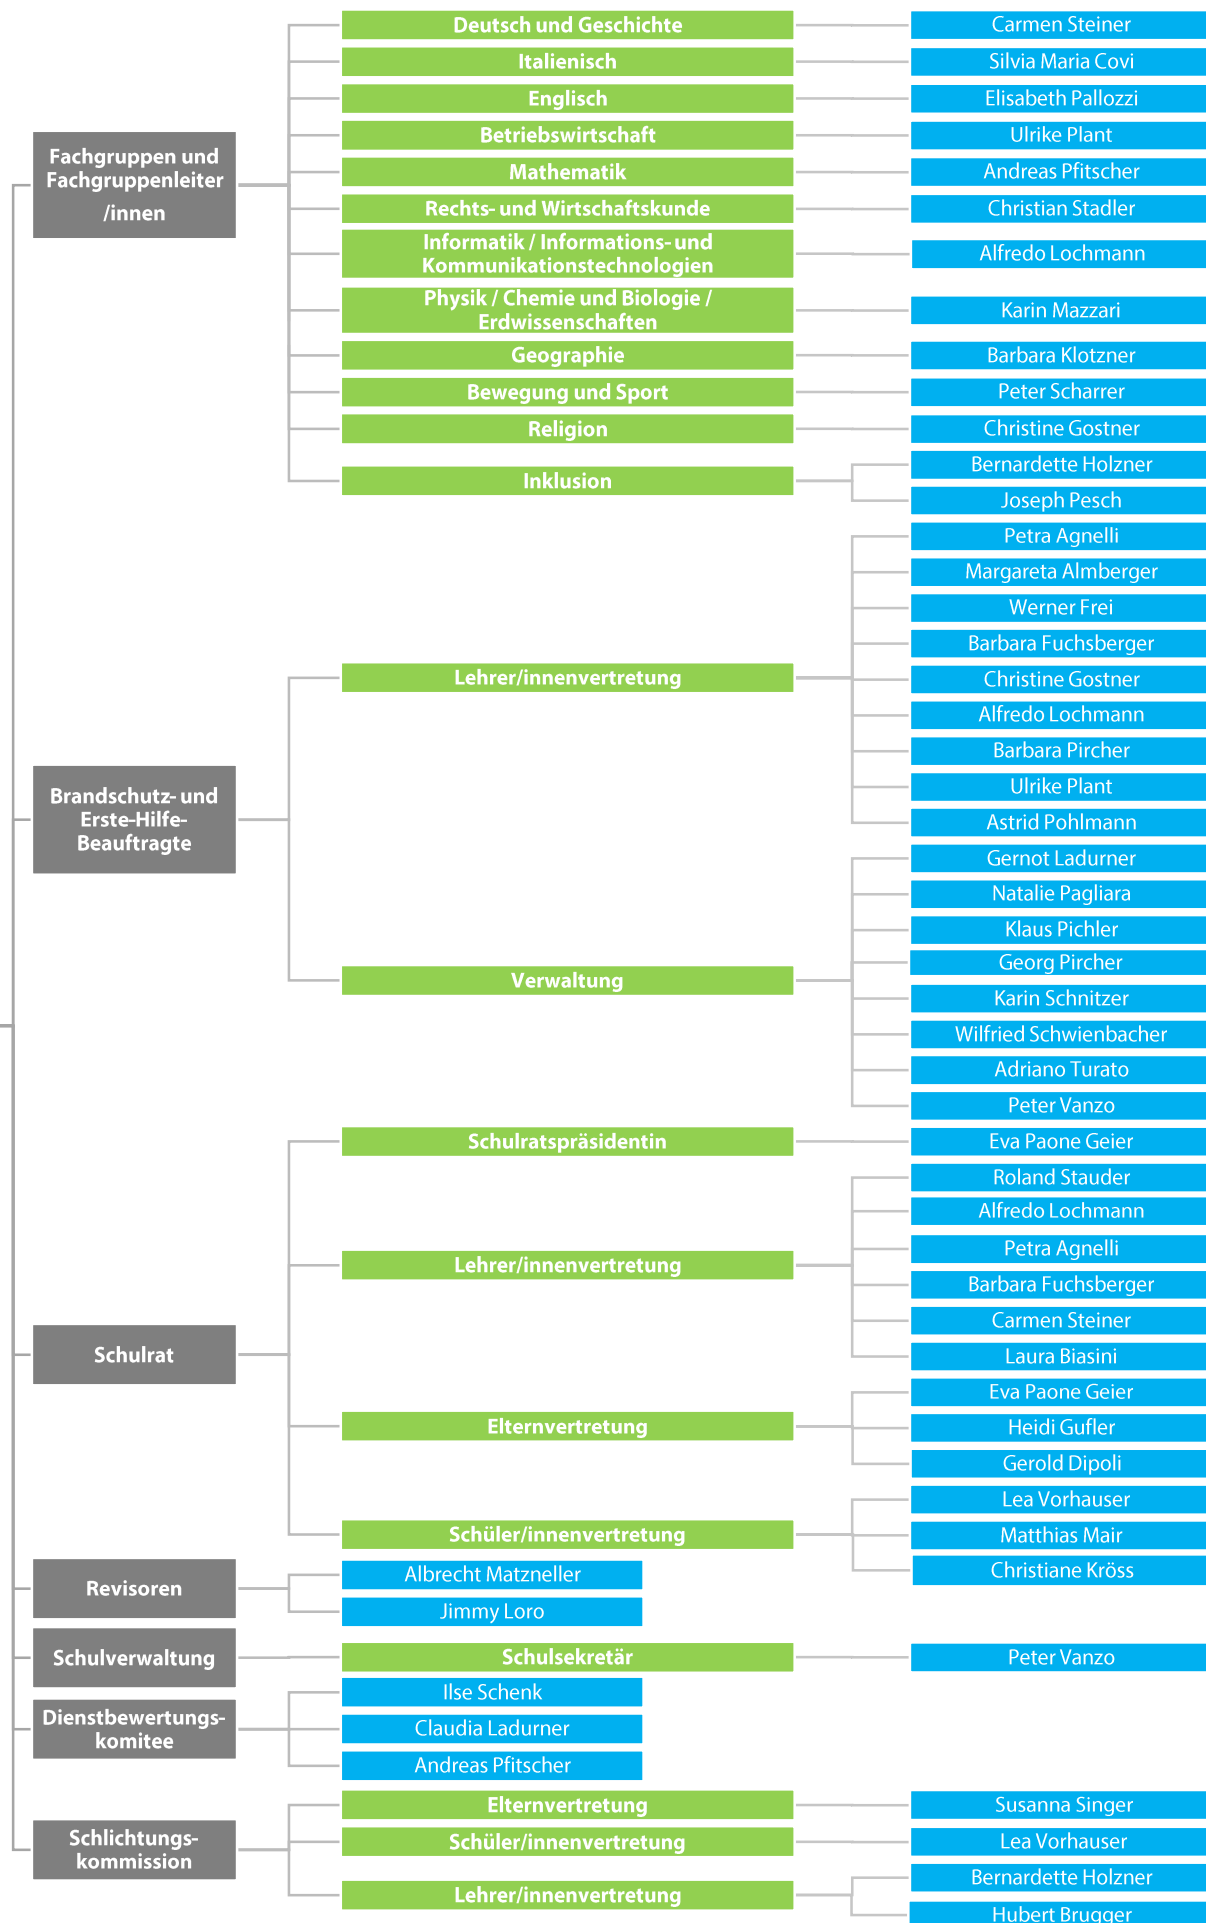 Fachgruppen und
Fachgruppenleiter
/innen
Deutsch und Geschichte
Carmen Steiner
Italienisch
Silvia Maria Covi
Englisch
Elisabeth Pallozzi
Betriebswirtschaft
Ulrike Plant
Mathematik
Andreas Pfitscher
Rechts- und Wirtschaftskunde
Christian Stadler
Informatik / Informations- und
Kommunikationstechnologien
Alfredo Lochmann
Physik / Chemie und Biologie /
Erdwissenschaften
Karin Mazzari
Geographie
Barbara Klotzner
Bewegung und Sport
Peter Scharrer
Religion
Christine Gostner
Inklusion
Bernardette Holzner
Joseph Pesch
Brandschutz- und
Erste-Hilfe-
Beauftragte
Lehrer/innenvertretung
Petra Agnelli
Margareta Almberger
Werner Frei
Barbara Fuchsberger
Christine Gostner
Alfredo Lochmann
Barbara Pircher
Ulrike Plant
Astrid Pohlmann
Verwaltung
Gernot Ladurner
Natalie Pagliara
Klaus Pichler
Georg Pircher
Karin Schnitzer
Wilfried Schwienbacher
Adriano Turato
Peter Vanzo
Schulrat
Schulratspräsidentin
Eva Paone Geier
Lehrer/innenvertretung
Roland Stauder
Alfredo Lochmann
Petra Agnelli
Barbara Fuchsberger
Carmen Steiner
Laura Biasini
Elternvertretung
Eva Paone Geier
Heidi Gufler
Gerold Dipoli
Schüler/innenvertretung
Lea Vorhauser
Matthias Mair
Christiane Kröss
Revisoren
Albrecht Matzneller
Jimmy Loro
Schulverwaltung
Schulsekretär
Peter Vanzo
Dienstbewertungs-
komitee
Ilse Schenk
Claudia Ladurner
Andreas Pfitscher
Schlichtungs-
kommission
Elternvertretung
Susanna Singer
Schüler/innenvertretung
Lea Vorhauser
Lehrer/innenvertretung
Bernardette Holzner
Hubert Brugger